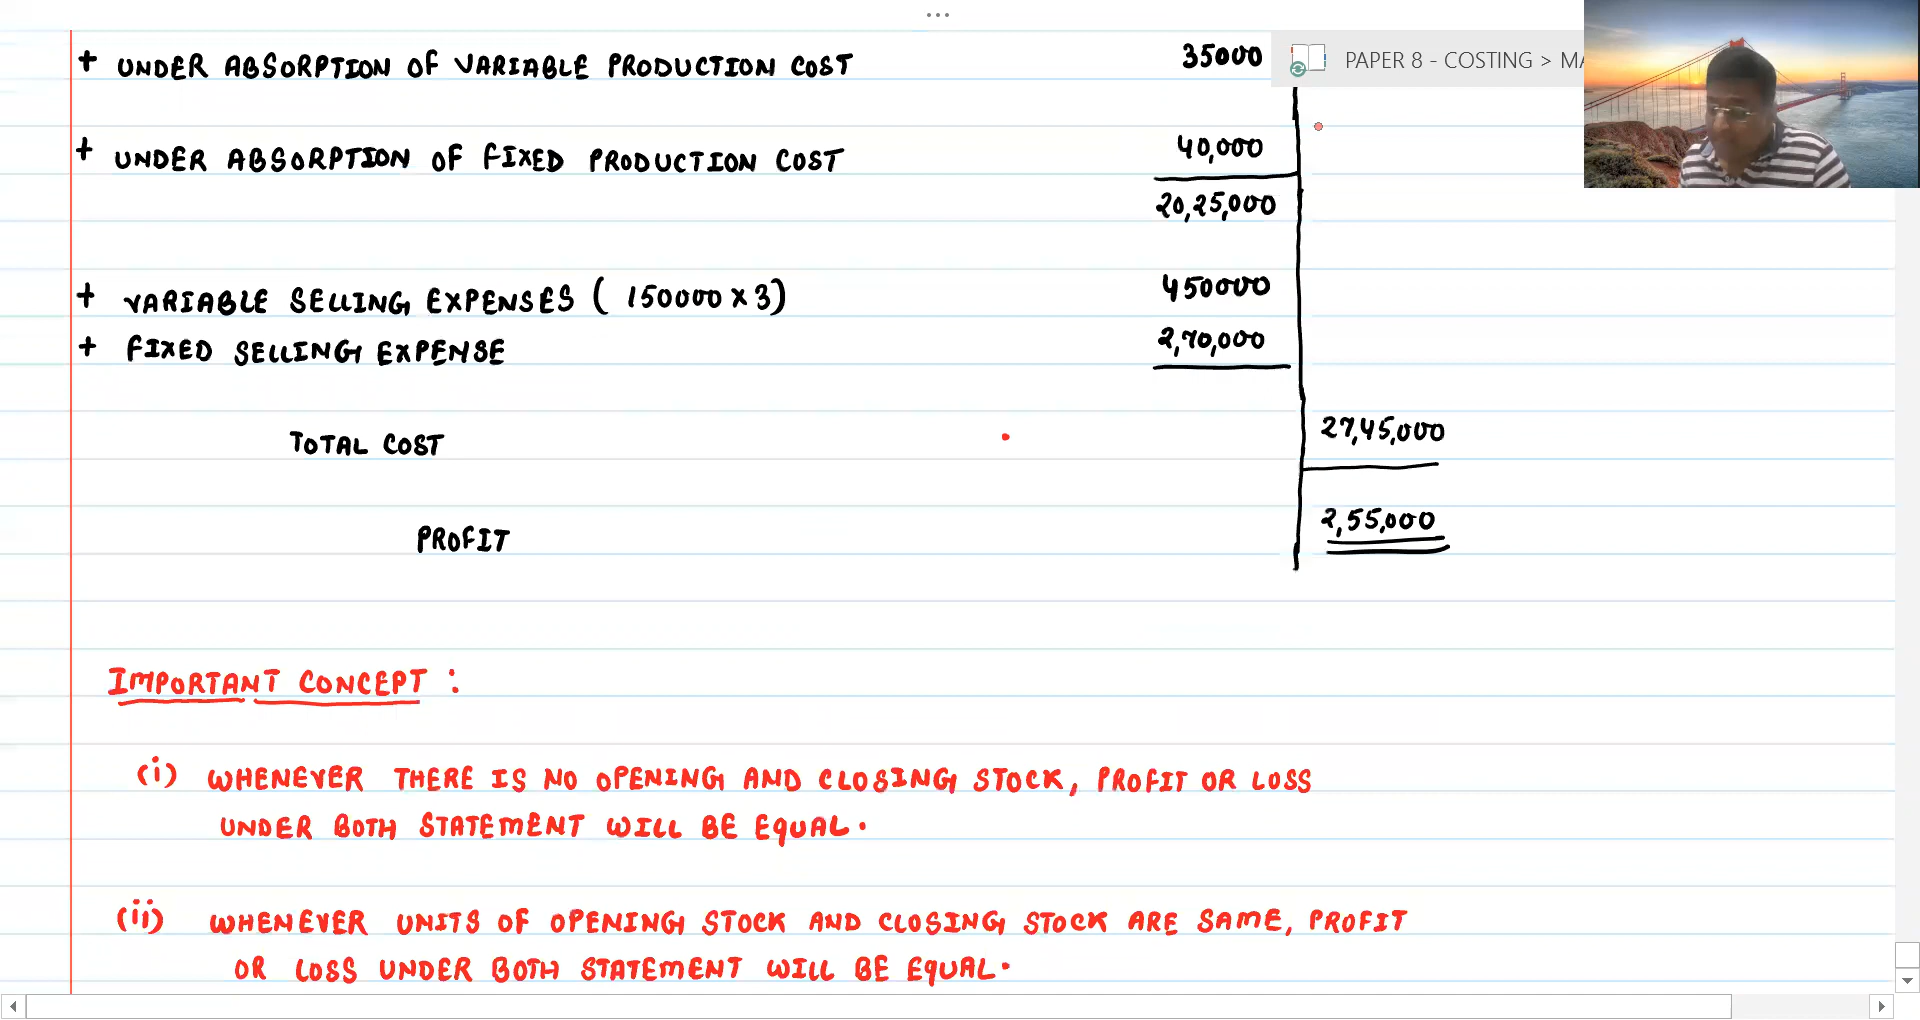 ...
+ UNDER ABSORPTION OF VARIABLE PRODUCTION COST 35000
PAPER 8 - COSTING > MA
+ UNDER ABSORPTION OF FIXED PRODUCTION COST 40,000
20,25,000
+ VARIABLE SELLING EXPENSES ( 150000 x 3) 450000
+ FIXED SELLING EXPENSE 2,70,000
TOTAL COST 27,45,000
PROFIT 2,55,000
IMPORTANT CONCEPT :
(i) WHENEVER THERE IS NO OPENING AND CLOSING STOCK, PROFIT OR LOSS
UNDER BOTH STATEMENT WILL BE EQUAL.
(ii) WHENEVER UNITS OF OPENING STOCK AND CLOSING STOCK ARE SAME, PROFIT
OR LOSS UNDER BOTH STATEMENT WILL BE EQUAL.